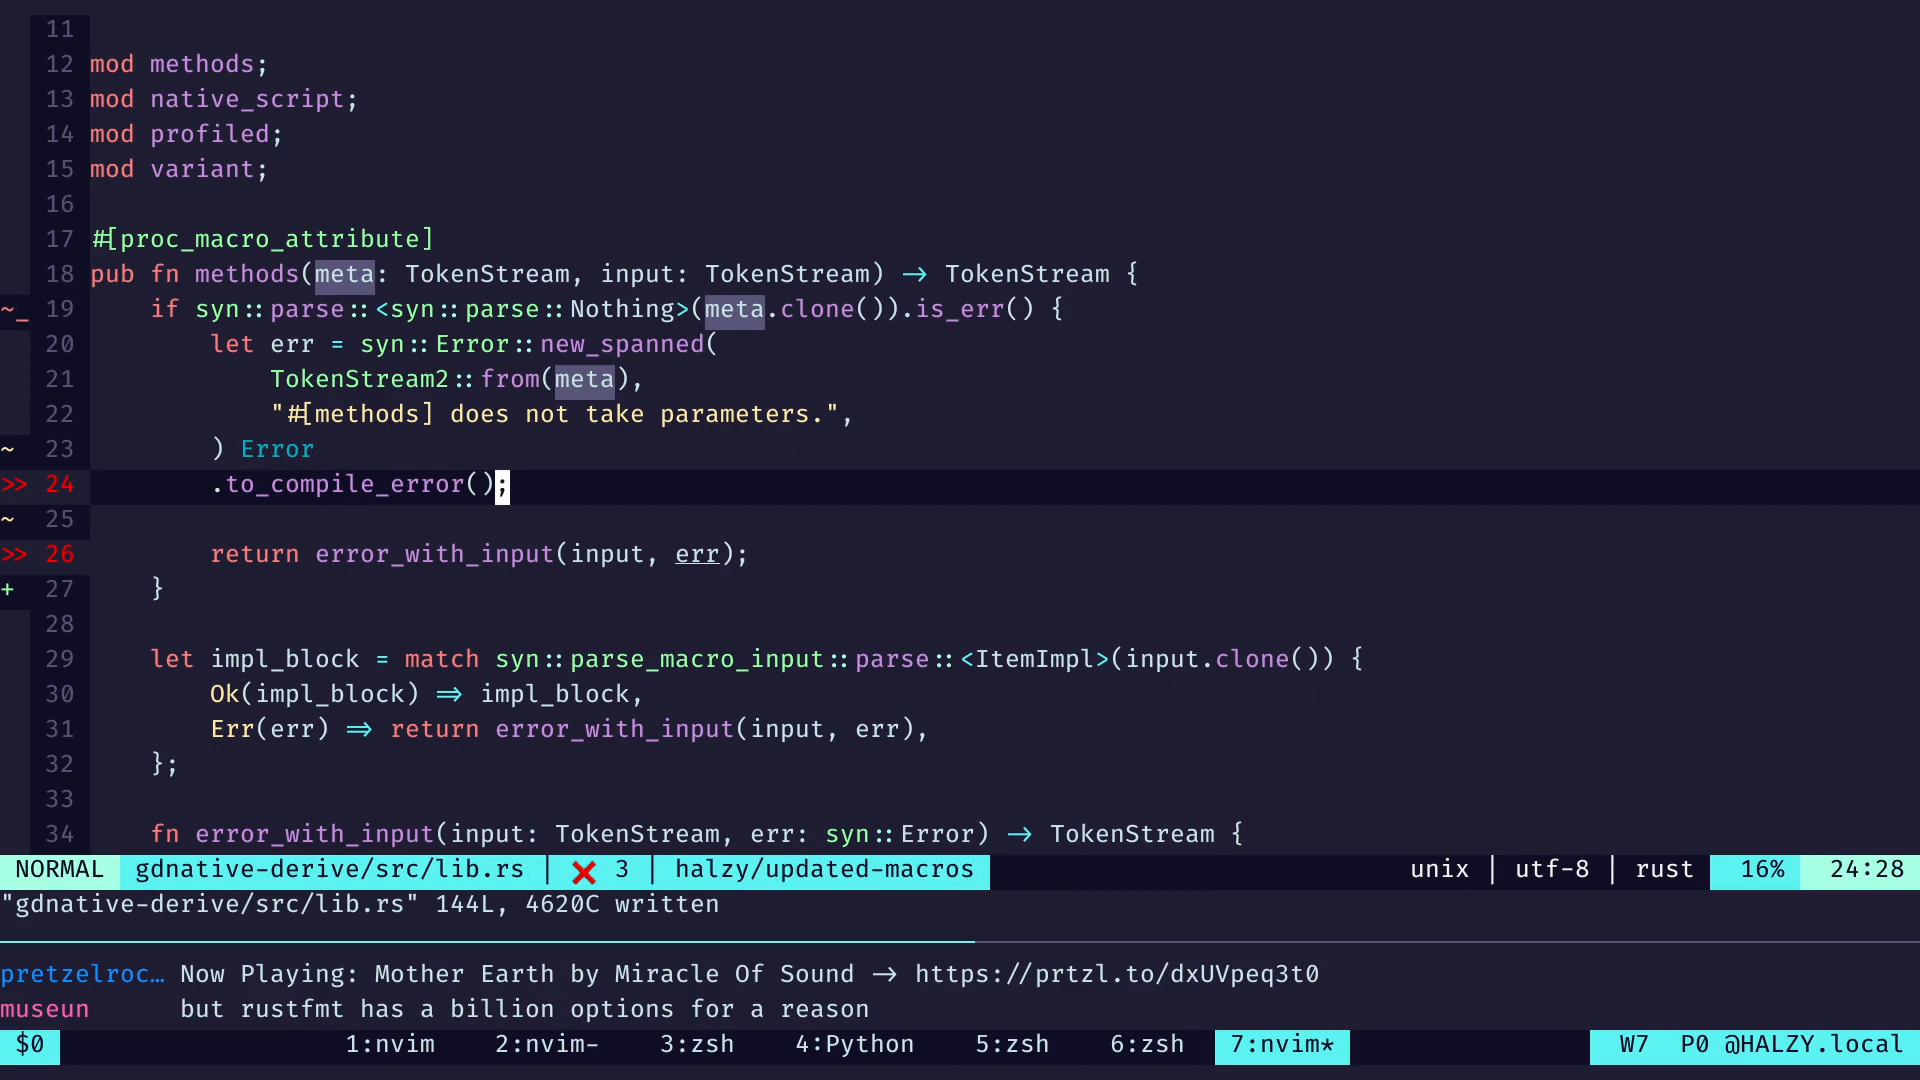 11
12 mod methods;
13 mod native_script;
14 mod profiled;
15 mod variant;
16
17 #[proc_macro_attribute]
18 pub fn methods(meta: TokenStream, input: TokenStream) -> TokenStream {
~_ 19     if syn::parse::<syn::parse::Nothing>(meta.clone()).is_err() {
20         let err = syn::Error::new_spanned(
21             TokenStream2::from(meta),
22             "#[methods] does not take parameters.",
~ 23         ) Error
>> 24         .to_compile_error();
~ 25
>> 26         return error_with_input(input, err);
+ 27     }
28
29     let impl_block = match syn::parse_macro_input::parse::<ItemImpl>(input.clone()) {
30         Ok(impl_block) => impl_block,
31         Err(err) => return error_with_input(input, err),
32     };
33
34     fn error_with_input(input: TokenStream, err: syn::Error) -> TokenStream {
NORMAL gdnative-derive/src/lib.rs | ❌ 3 | halzy/updated-macros unix | utf-8 | rust 16% 24:28
"gdnative-derive/src/lib.rs" 144L, 4620C written
pretzelroc… Now Playing: Mother Earth by Miracle Of Sound -> https://prtzl.to/dxUVpeq3t0
museun but rustfmt has a billion options for a reason
$0 1:nvim 2:nvim- 3:zsh 4:Python 5:zsh 6:zsh 7:nvim* W7 P0 @HALZY.local